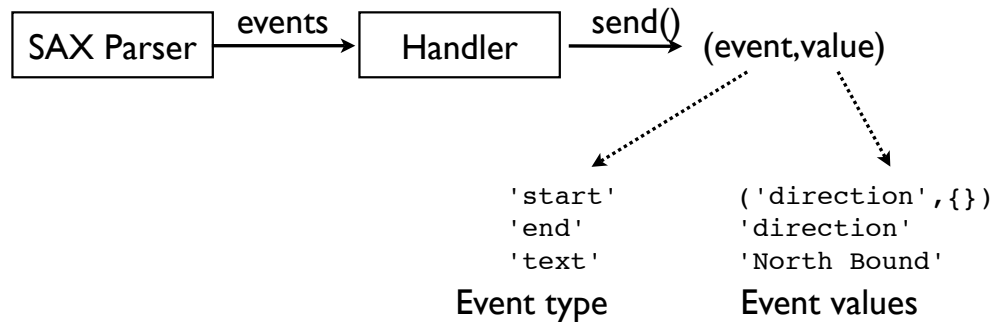 events
send()
SAX Parser
Handler
(event,value)
'start' ('direction',{})
'end' 'direction'
'text' 'North Bound'
Event type Event values